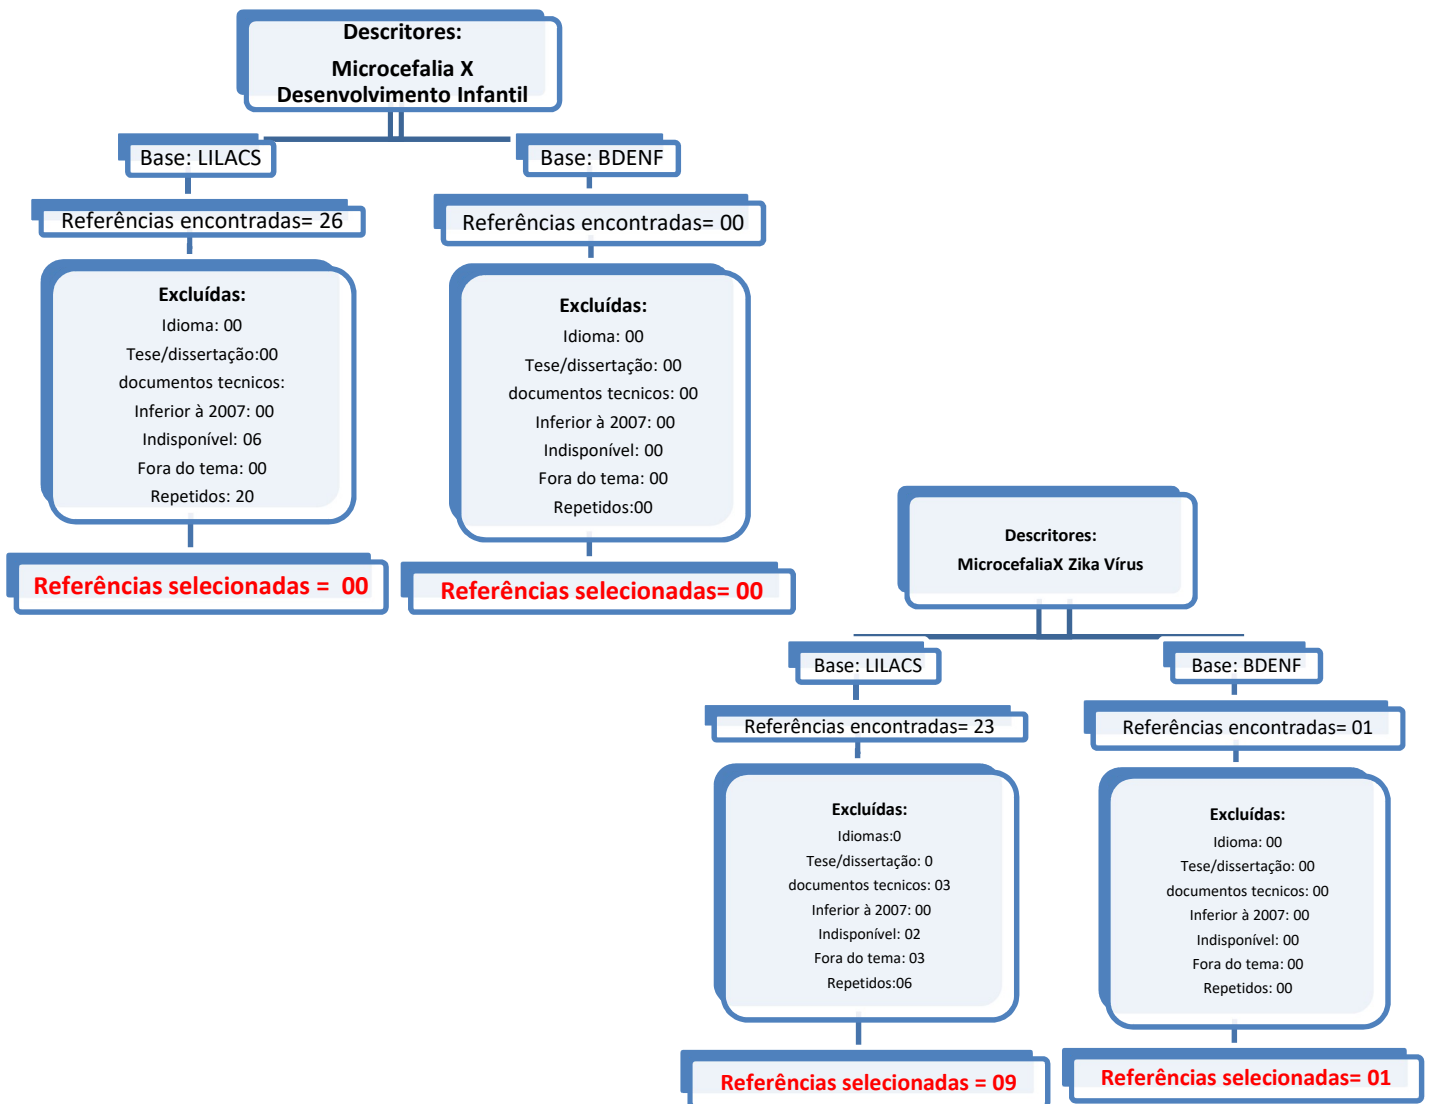 Descritores:
Microcefalia X
Desenvolvimento Infantil
Base: LILACS
Referências encontradas= 26
Excluídas:
Idioma: 00
Tese/dissertação:00
documentos tecnicos:
Inferior à 2007: 00
Indisponível: 06
Fora do tema: 00
Repetidos: 20
Referências selecionadas = 00
Base: BDENF
Referências encontradas= 00
Excluídas:
Idioma: 00
Tese/dissertação: 00
documentos tecnicos: 00
Inferior à 2007: 00
Indisponível: 00
Fora do tema: 00
Repetidos:00
Referências selecionadas= 00
Descritores:
MicrocefaliaX Zika Vírus
Base: LILACS
Referências encontradas= 23
Excluídas:
Idiomas:0
Tese/dissertação: 0
documentos tecnicos: 03
Inferior à 2007: 00
Indisponível: 02
Fora do tema: 03
Repetidos:06
Referências selecionadas = 09
Base: BDENF
Referências encontradas= 01
Excluídas:
Idioma: 00
Tese/dissertação: 00
documentos tecnicos: 00
Inferior à 2007: 00
Indisponível: 00
Fora do tema: 00
Repetidos: 00
Referências selecionadas= 01